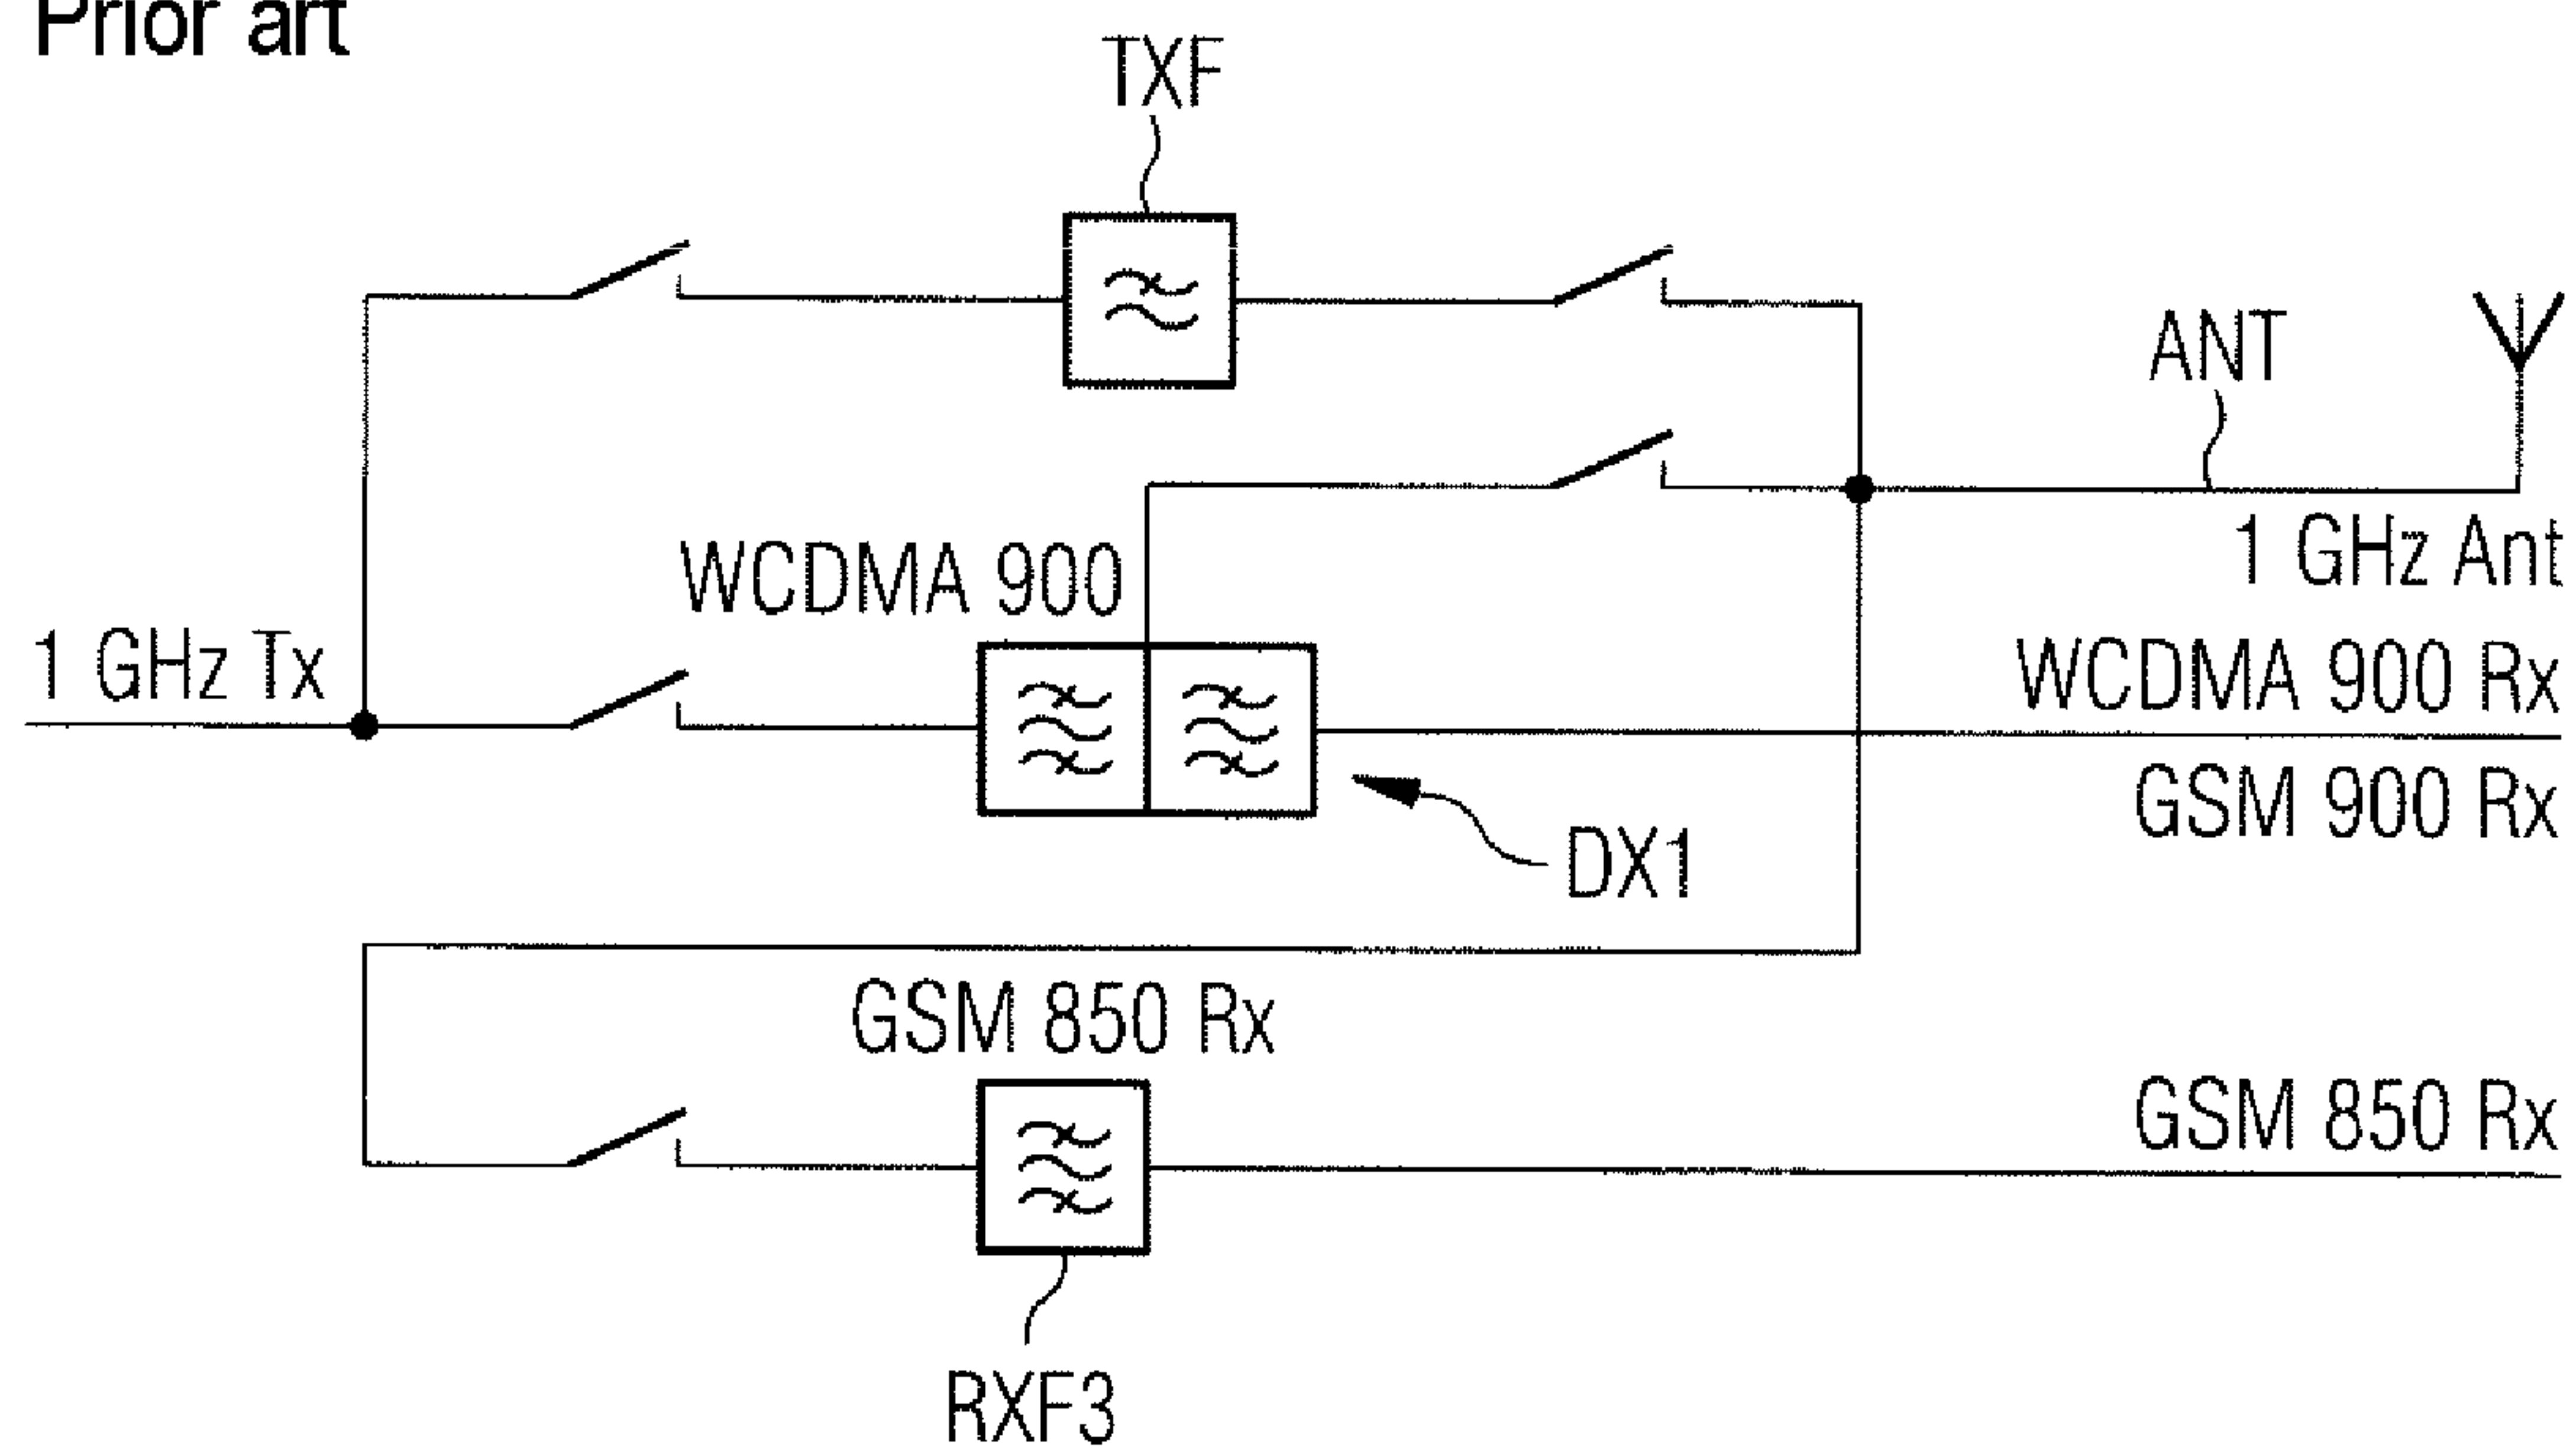 Prior art
TXF
ANT
1 GHz Ant
WCDMA 900
1 GHz Tx
WCDMA 900 Rx
GSM 900 Rx
DX1
GSM 850 Rx
GSM 850 Rx
RXF3